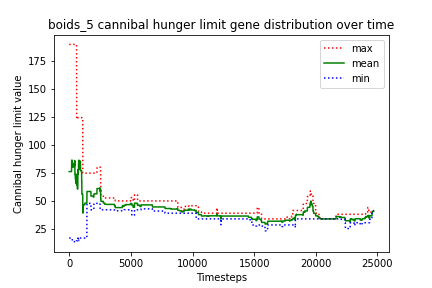 boids_5 cannibal hunger limit gene distribution over time
max
mean
min
Cannibal hunger limit value
175
150
125
100
75
50
25
0
5000
10000
15000
20000
25000
Timesteps